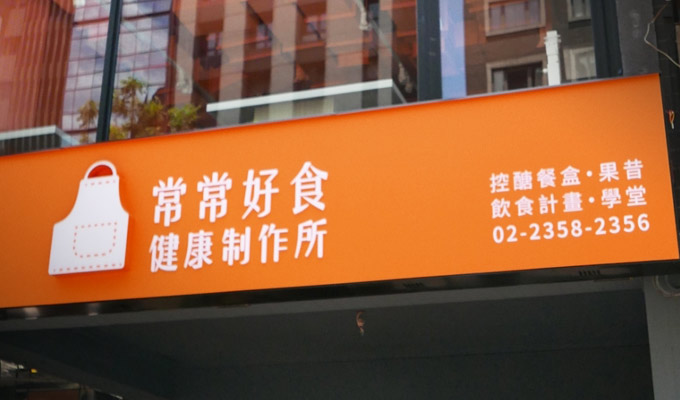 常常好食
健康制作所
控醣餐盒·果昔
飲食計畫·學堂
02-2358-2356